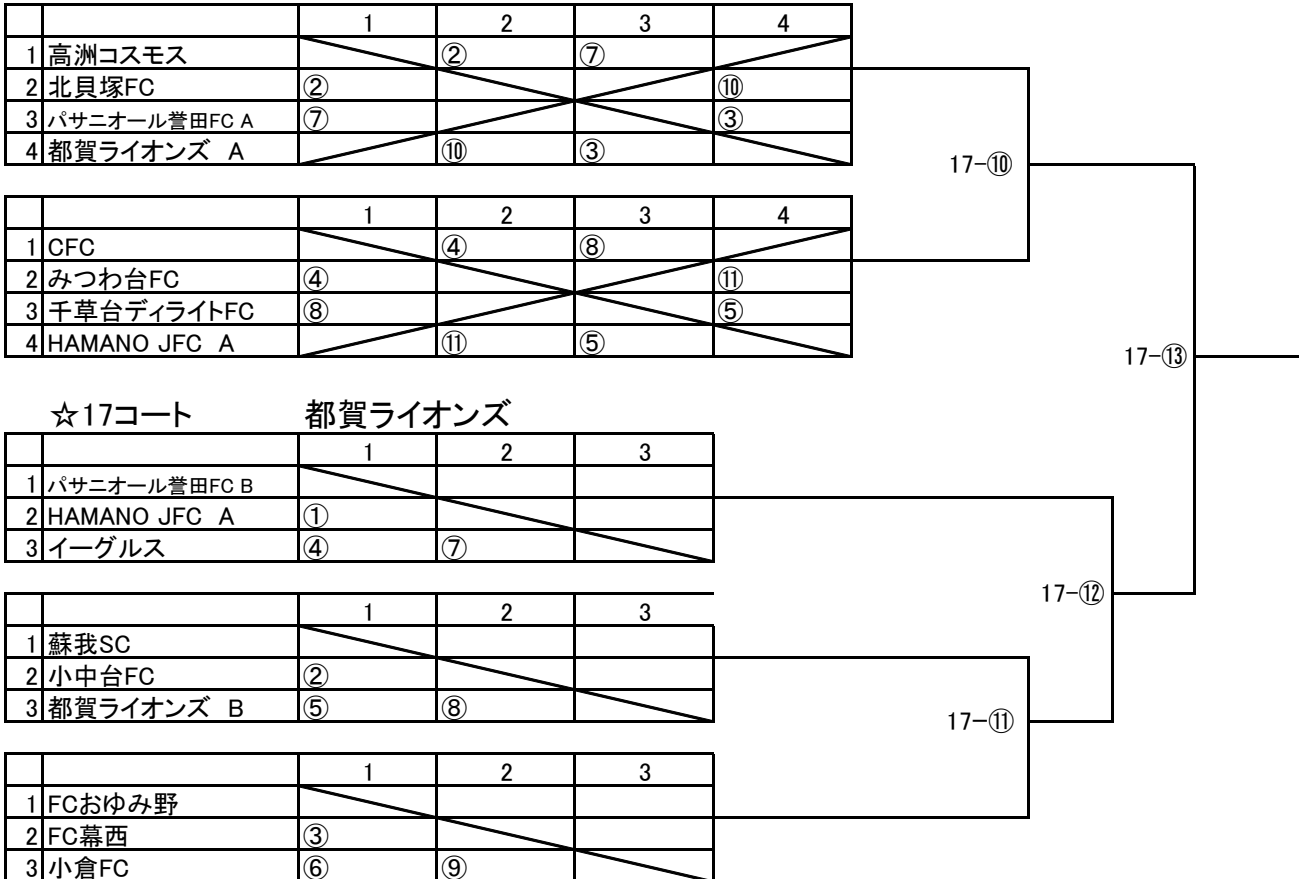 1 2 3 4
1 高洲コスモス ② ⑦
2 北貝塚FC ② ⑩
3 パサニオール誉田FC A ⑦ ③
4 都賀ライオンズ A ⑩ ③
17-⑩
1 2 3 4
1 CFC ④ ⑧
2 みつわ台FC ④ ⑪
3 千草台ディライトFC ⑧ ⑤
4 HAMANO JFC A ⑪ ⑤
17-⑬
☆17コート 都賀ライオンズ
1 2 3
1 パサニオール誉田FC B
2 HAMANO JFC A ①
3 イーグルス ④ ⑦
17-⑫
1 2 3
1 蘇我SC
2 小中台FC ②
3 都賀ライオンズ B ⑤ ⑧
17-⑪
1 2 3
1 FCおゆみ野
2 FC幕西 ③
3 小倉FC ⑥ ⑨